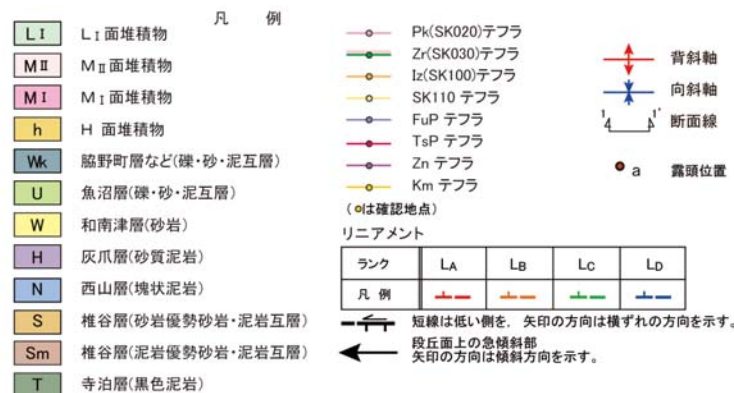 凡 例
LⅠ LⅠ面堆積物
MⅡ MⅡ面堆積物
MⅠ MⅠ面堆積物
h H 面堆積物
Wk 脇野町層など(礫・砂・泥互層)
U 魚沼層(礫・砂・泥互層)
W 和南津層(砂岩)
H 灰爪層(砂質泥岩)
N 西山層(塊状泥岩)
S 椎谷層(砂岩優勢砂岩・泥岩互層)
Sm 椎谷層(泥岩優勢砂岩・泥岩互層)
T 寺泊層(黒色泥岩)
Pk(SK020)テフラ
Zr(SK030)テフラ
Iz(SK100)テフラ
SK110 テフラ
FuP テフラ
TsP テフラ
Zn テフラ
Km テフラ
(●は確認地点)
背斜軸
向斜軸
1 1' 断面線
a 露頭位置
リニアメント
ランク LA LB LC LD
凡 例
短線は低い側を, 矢印の方向は横ずれの方向を示す。
段丘面上の急傾斜部
矢印の方向は傾斜方向を示す。